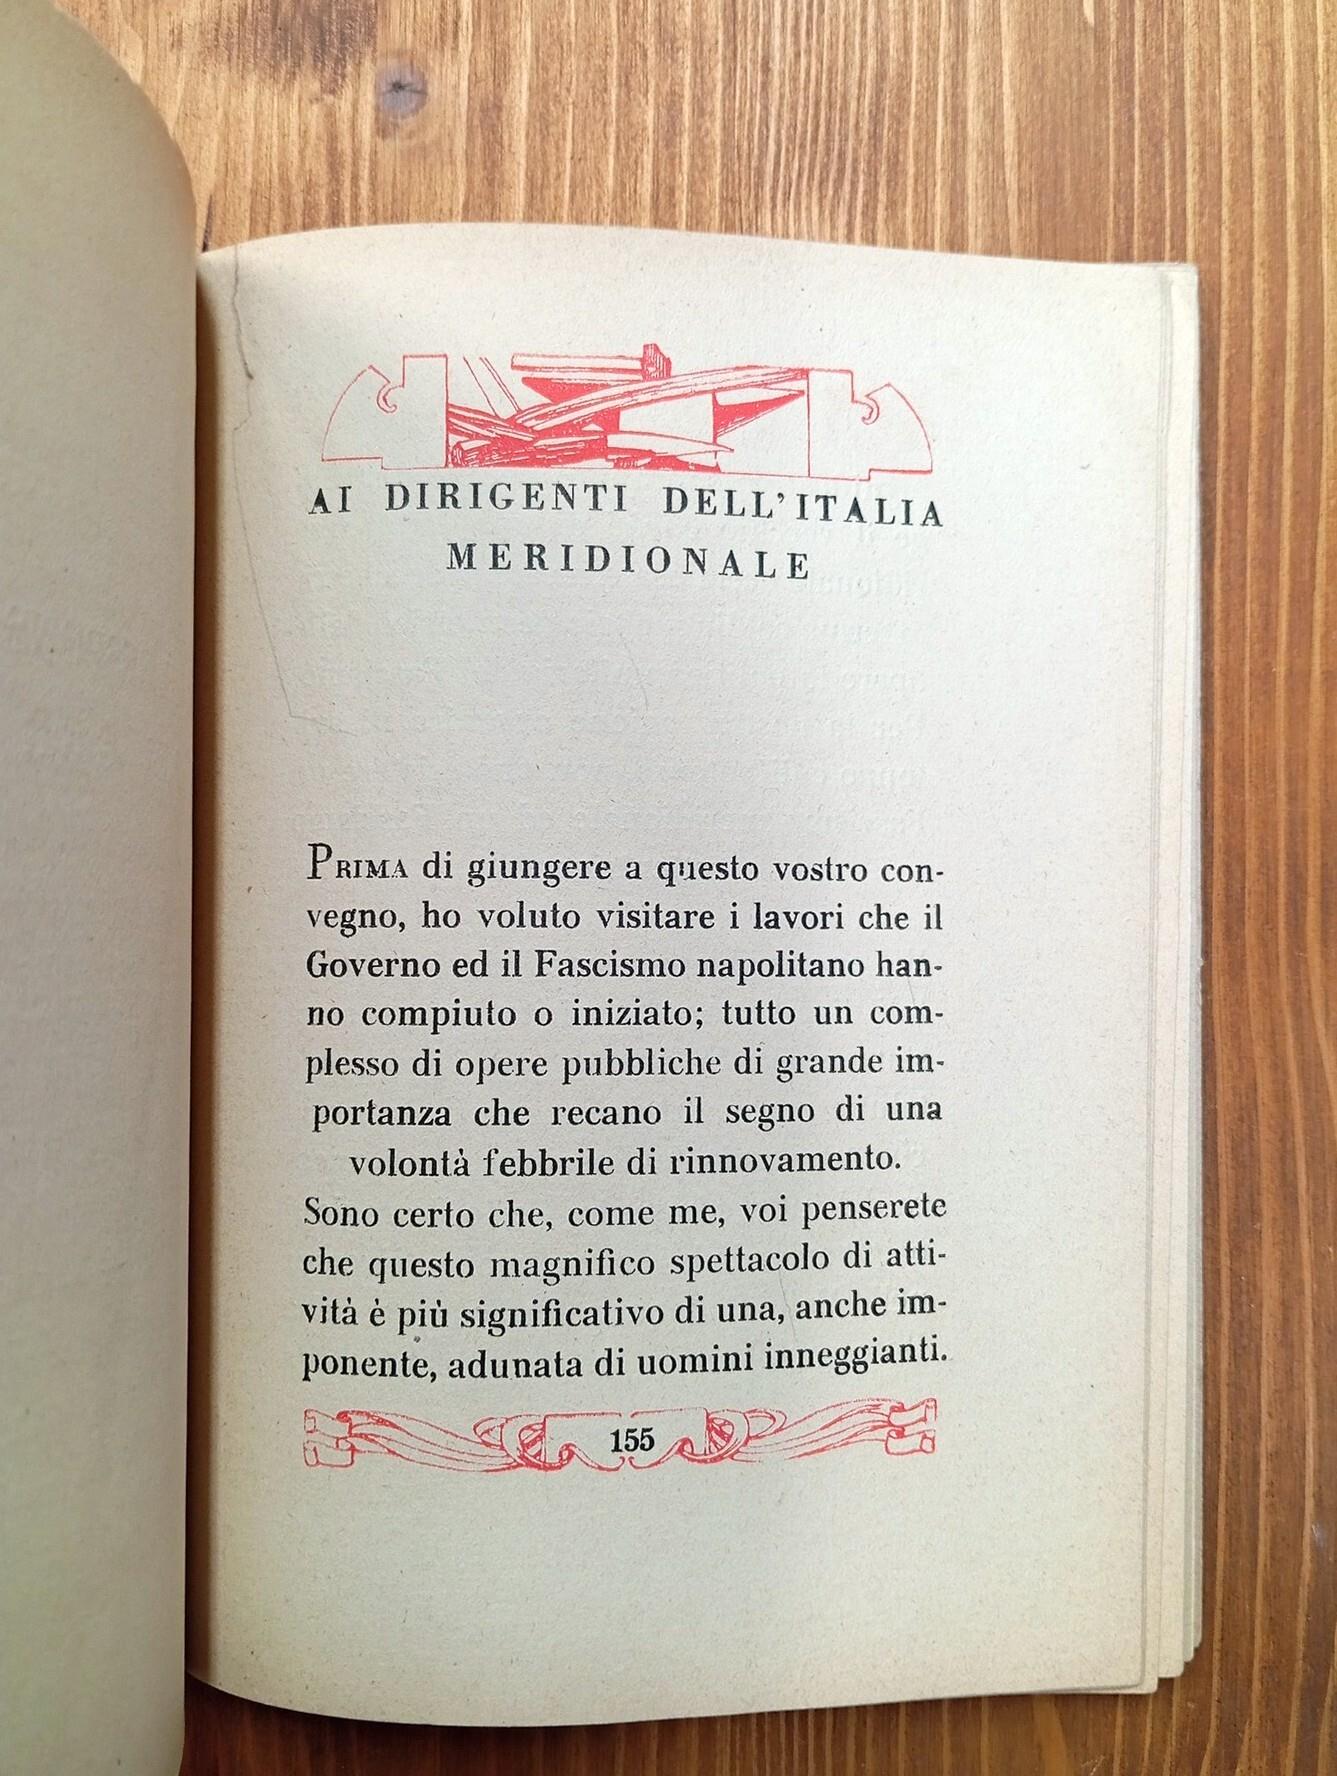 AI DIRIGENTI DELL'ITALIA
MERIDIONALE
PRIMA di giungere a questo vostro con-
vegno, ho voluto visitare i lavori che il
Governo ed il Fascismo napolitano han-
no compiuto o iniziato; tutto un com-
plesso di opere pubbliche di grande im-
portanza che recano il segno di una
volontà febbrile di rinnovamento.
Sono certo che, come me, voi penserete
che questo magnifico spettacolo di atti-
vità è più significativo di una, anche im-
ponente, adunata di uomini inneggianti.
155